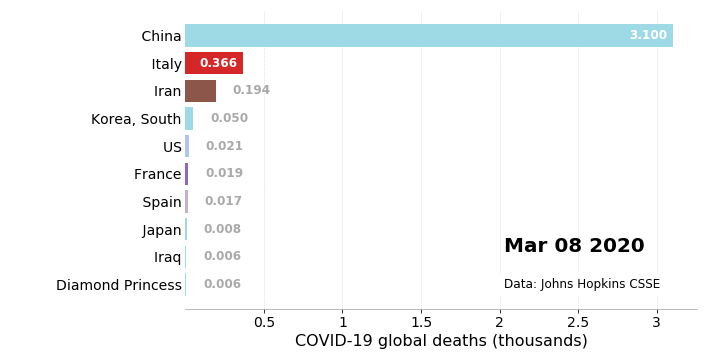 China 3.100
Italy 0.366
Iran 0.194
Korea, South 0.050
US 0.021
France 0.019
Spain 0.017
Japan 0.008
Iraq 0.006
Diamond Princess 0.006
Mar 08 2020
Data: Johns Hopkins CSSE
0.5 1 1.5 2 2.5 3
COVID-19 global deaths (thousands)